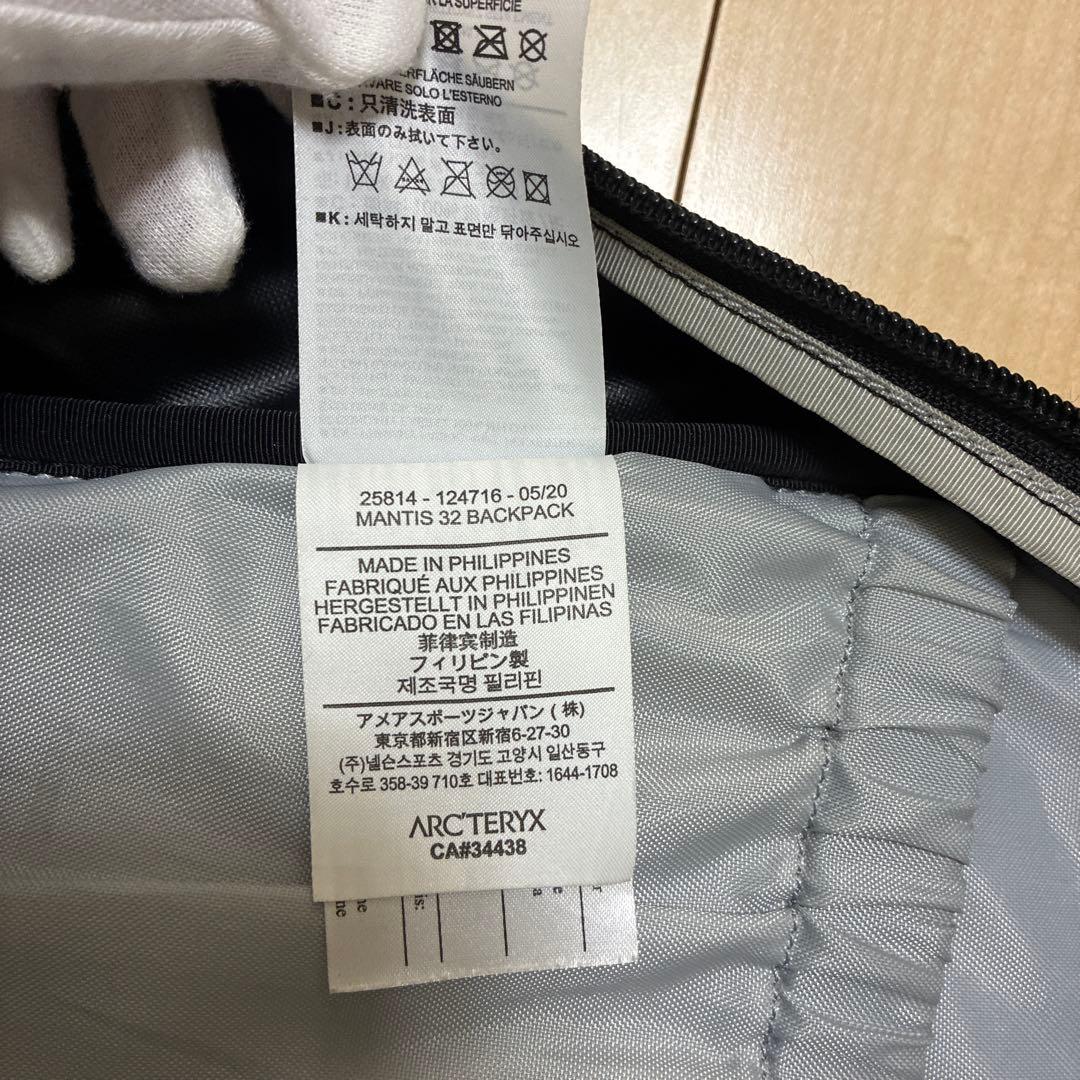 LA SUPERFICIE
RFLÄCHE SÄUBERN
VARE SOLO L'ESTERNO
■C : 只清洗表面
■J : 表面のみ拭いて下さい。
■K : 세탁하지 말고 표면만 닦아주십시오
25814 - 124716 - 05/20
MANTIS 32 BACKPACK
MADE IN PHILIPPINES
FABRIQUÉ AUX PHILIPPINES
HERGESTELLT IN PHILIPPINEN
FABRICADO EN LAS FILIPINAS
菲律宾制造
フィリピン製
제조국명 필리핀
アメアスポーツジャパン ( 株)
東京都新宿区新宿6-27-30
(주)넬슨스포츠 경기도 고양시 일산동구
호수로 358-39 710호 대표번호: 1644-1708
ARC'TERYX
CA#34438